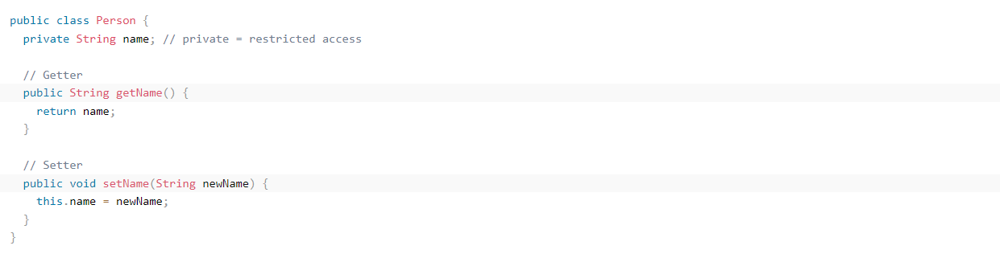 public class Person {
  private String name; // private = restricted access

  // Getter
  public String getName() {
    return name;
  }

  // Setter
  public void setName(String newName) {
    this.name = newName;
  }
}